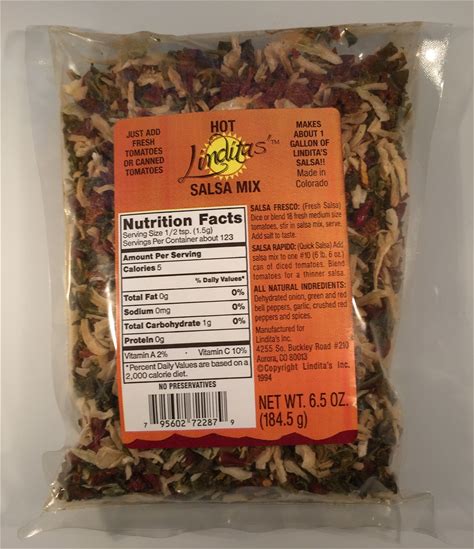 JUST ADD
FRESH
TOMATOES
OR CANNED
TOMATOES
HOT
Linditas'™
SALSA MIX
MAKES
ABOUT 1
GALLON OF
LINDITA'S
SALSA!!
Made in
Colorado
Nutrition Facts
Serving Size 1/2 tsp. (1.5g)
Servings Per Container about 123
Amount Per Serving
Calories 5
% Daily Values*
Total Fat 0g 0%
Sodium 0mg 0%
Total Carbohydrate 1g 0%
Protein 0g
Vitamin A 2% · Vitamin C 10%
*Percent Daily Values are based on a
2,000 calorie diet.
NO PRESERVATIVES
7 95602 72287 9
SALSA FRESCO: (Fresh Salsa)
Dice or blend 18 fresh medium size
tomatoes, stir in salsa mix, serve.
Add salt to taste.
SALSA RAPIDO: (Quick Salsa) Add
salsa mix to one #10 (6 lb. 6 oz.)
can of diced tomatoes. Blend
tomatoes for a thinner salsa.
ALL NATURAL INGREDIENTS:
Dehydrated onion, green and red
bell peppers, garlic, crushed red
peppers and spices.
Manufactured for
Lindita's Inc.
4255 So. Buckley Road #210
Aurora, CO 80013
©Copyright Lindita's Inc.
1994
NET WT. 6.5 OZ.
(184.5 g)